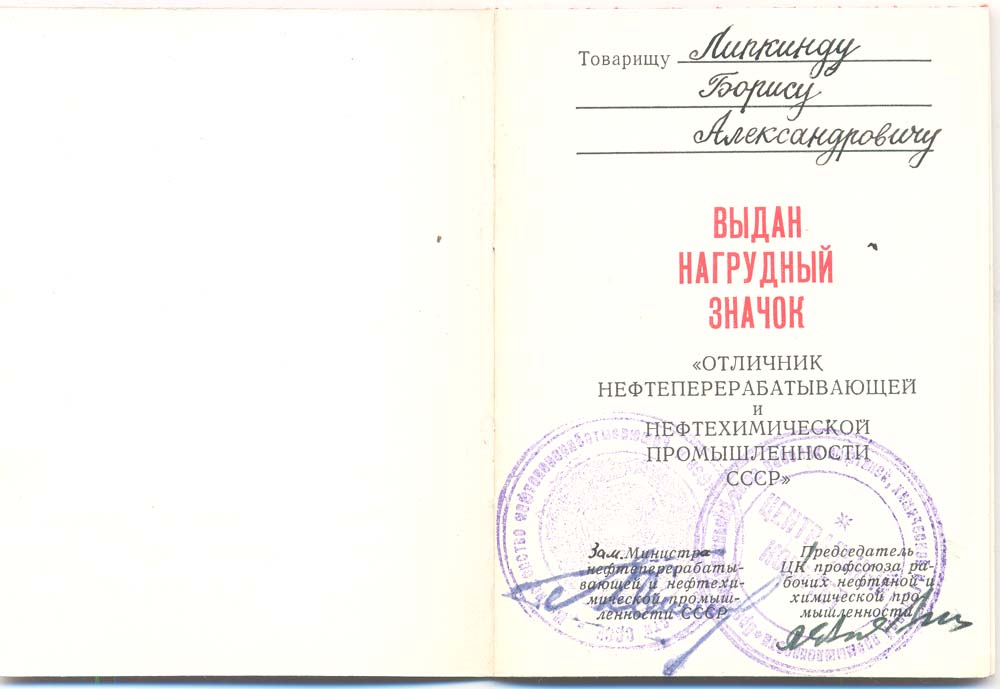 Товарищу Липкинду
Борису
Александровичу
ВЫДАН
НАГРУДНЫЙ
ЗНАЧОК
«ОТЛИЧНИК
НЕФТЕПЕРЕРАБАТЫВАЮЩЕЙ
и
НЕФТЕХИМИЧЕСКОЙ
ПРОМЫШЛЕННОСТИ
СССР»
Зам. Министра
нефтеперерабаты-
вающей и нефтехи-
мической промыш-
ленности СССР
Председатель
ЦК профсоюза ра-
бочих нефтяной и
химической про-
мышленности